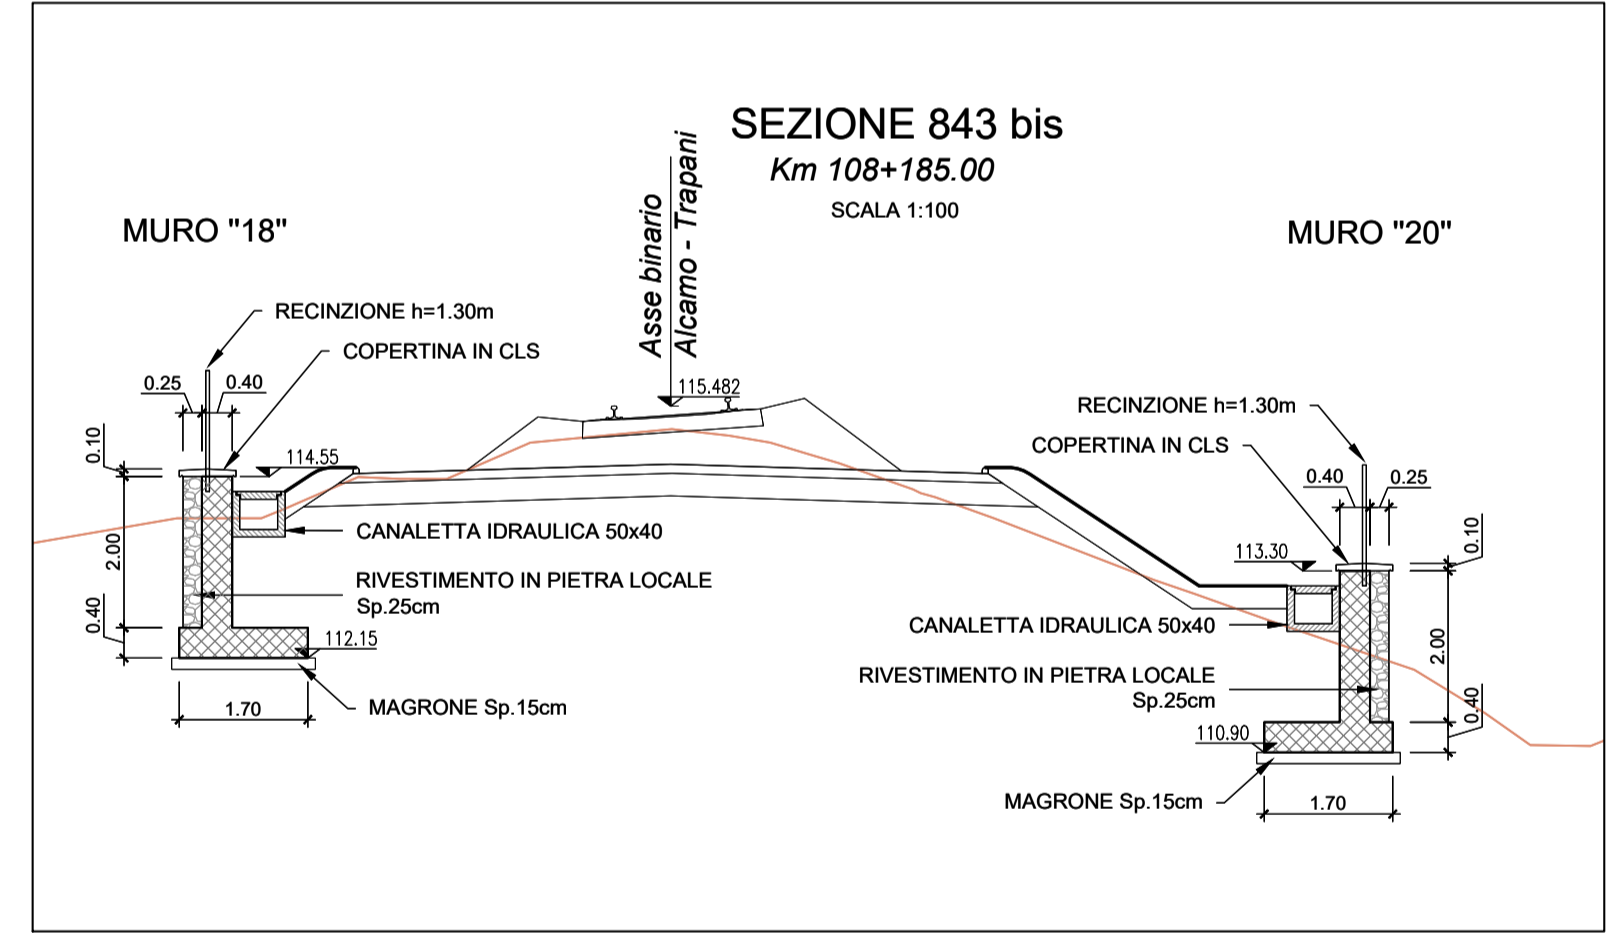 SEZIONE 843 bis
Km 108+185.00
SCALA 1:100
Asse binario
Alcamo - Trapani
115.482
MURO "18"
RECINZIONE h=1.30m
COPERTINA IN CLS
0.25
0.40
0.10
114.55
2.00
CANALETTA IDRAULICA 50x40
RIVESTIMENTO IN PIETRA LOCALE
Sp.25cm
0.40
112.15
MAGRONE Sp.15cm
1.70
MURO "20"
RECINZIONE h=1.30m
COPERTINA IN CLS
0.40
0.25
0.10
113.30
CANALETTA IDRAULICA 50x40
2.00
RIVESTIMENTO IN PIETRA LOCALE
Sp.25cm
0.40
110.90
MAGRONE Sp.15cm
1.70